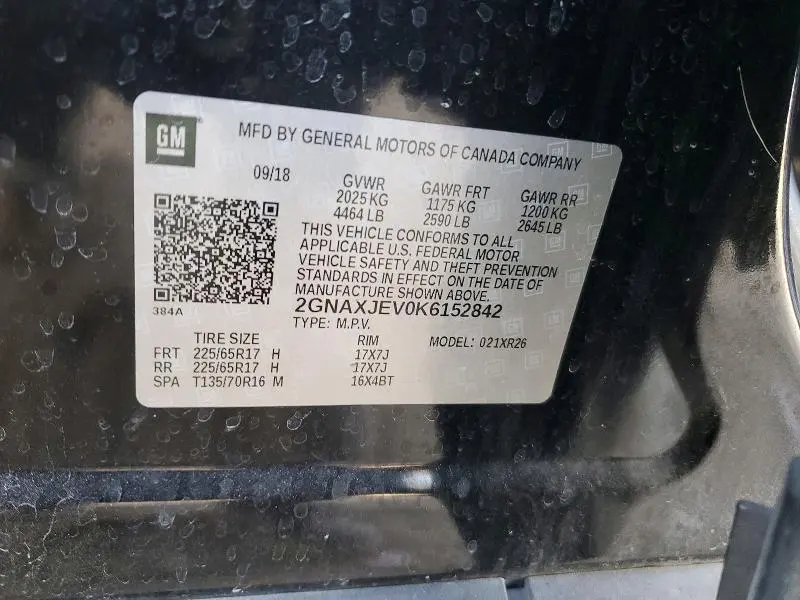 GM
MFD BY GENERAL MOTORS OF CANADA COMPANY
09/18
GVWR GAWR FRT GAWR RR
2025 KG 1175 KG 1200 KG
4464 LB 2590 LB 2645 LB
THIS VEHICLE CONFORMS TO ALL
APPLICABLE U.S. FEDERAL MOTOR
VEHICLE SAFETY AND THEFT PREVENTION
STANDARDS IN EFFECT ON THE DATE OF
MANUFACTURE SHOWN ABOVE.
384A
2GNAXJEV0K6152842
TYPE: M.P.V.
TIRE SIZE RIM MODEL: 021XR26
FRT 225/65R17 H 17X7J
RR 225/65R17 H 17X7J
SPA T135/70R16 M 16X4BT